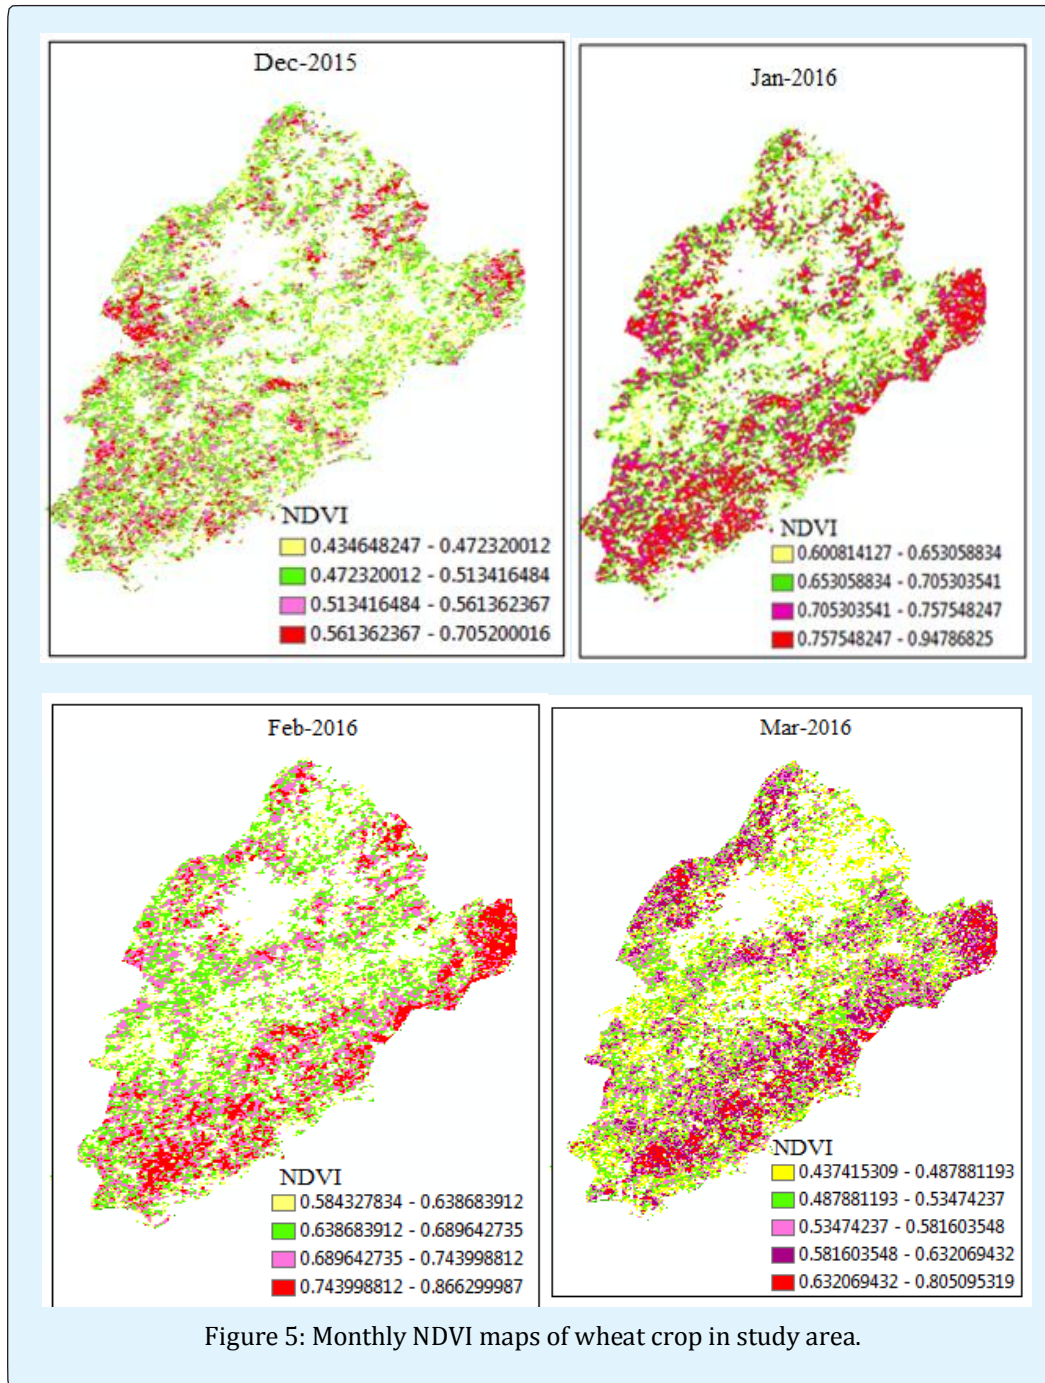 Dec-2015
NDVI
0.434648247 - 0.472320012
0.472320012 - 0.513416484
0.513416484 - 0.561362367
0.561362367 - 0.705200016
Jan-2016
NDVI
0.600814127 - 0.653058834
0.653058834 - 0.705303541
0.705303541 - 0.757548247
0.757548247 - 0.94786825
Feb-2016
NDVI
0.584327834 - 0.638683912
0.638683912 - 0.689642735
0.689642735 - 0.743998812
0.743998812 - 0.866299987
Mar-2016
NDVI
0.437415309 - 0.487881193
0.487881193 - 0.53474237
0.53474237 - 0.581603548
0.581603548 - 0.632069432
0.632069432 - 0.805095319
Figure 5: Monthly NDVI maps of wheat crop in study area.